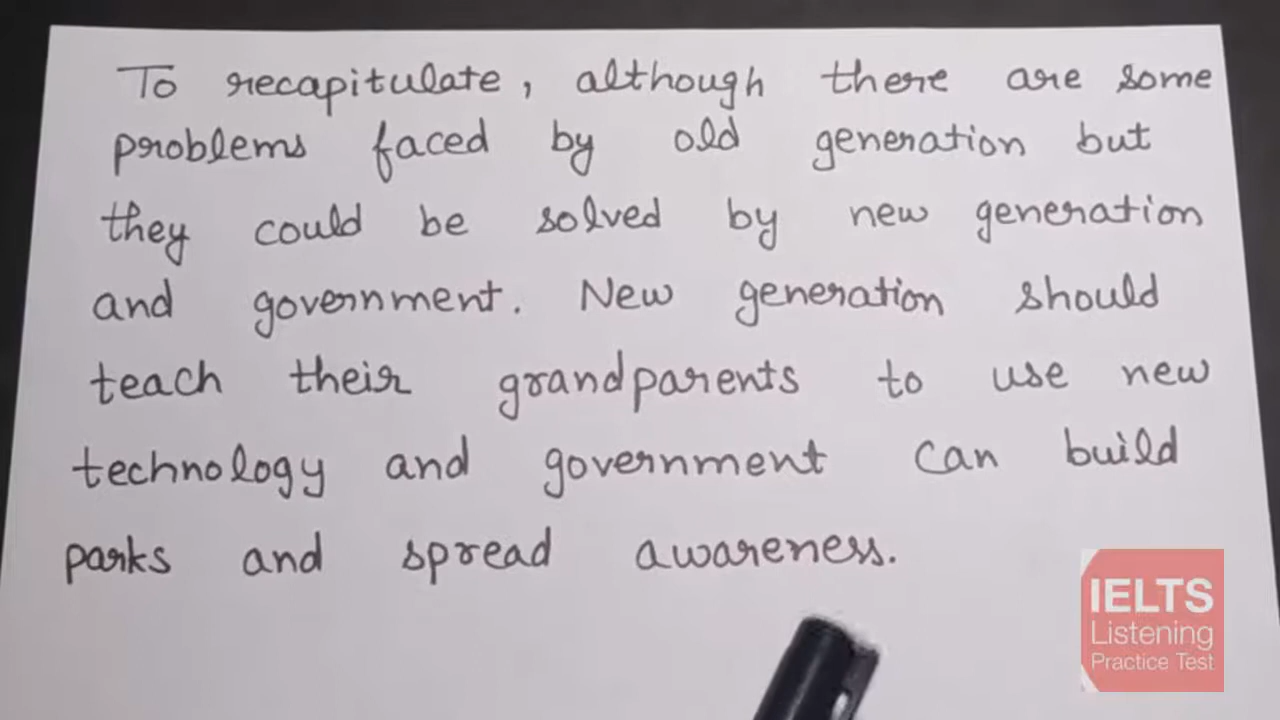 To recapitulate, although there are some
problems faced by old generation but
they could be solved by new generation
and government. New generation should
teach their grandparents to use new
technology and government can build
parks and spread awareness.
IELTS
Listening
Practice Test